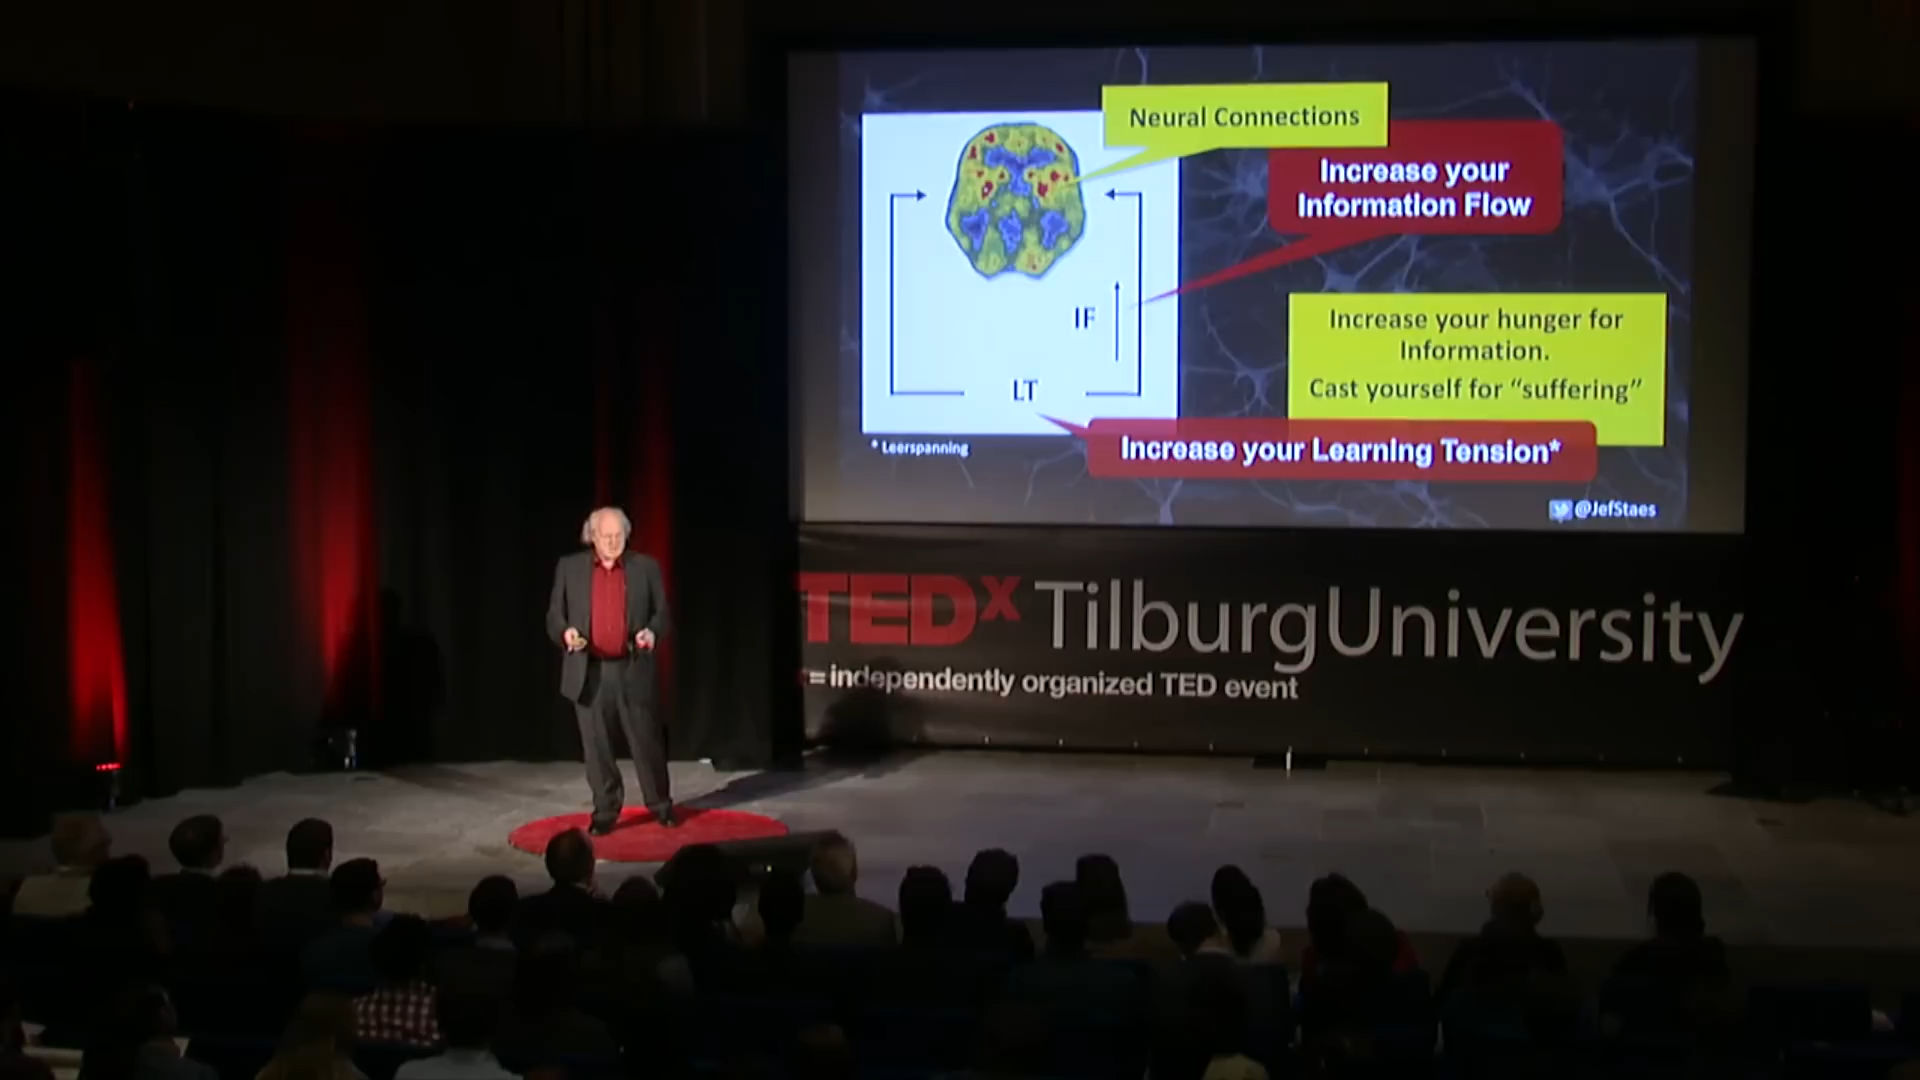 Neural Connections
Increase your
Information Flow
IF
Increase your hunger for
Information.
Cast yourself for “suffering”
LT
* Leerspanning
Increase your Learning Tension*
@JefStaes
TEDx TilburgUniversity
x = independently organized TED event